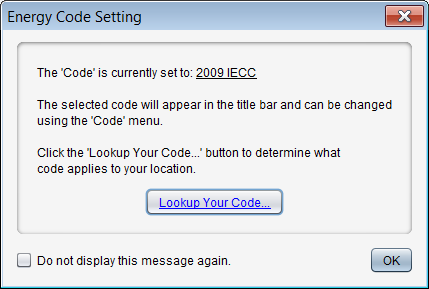 Energy Code Setting
The 'Code' is currently set to: 2009 IECC
The selected code will appear in the title bar and can be changed
using the 'Code' menu.
Click the 'Lookup Your Code...' button to determine what
code applies to your location.
Lookup Your Code...
Do not display this message again.
OK